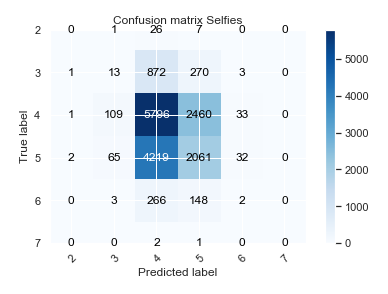 Confusion matrix Selfies
2 0 1 26 7 0 0
3 1 13 872 270 3 0
4 1 109 5796 2460 33 0
5 2 65 4219 2061 32 0
6 0 3 266 148 2 0
7 0 0 2 1 0 0
2 3 4 5 6 7
True label
Predicted label
5000
4000
3000
2000
1000
0